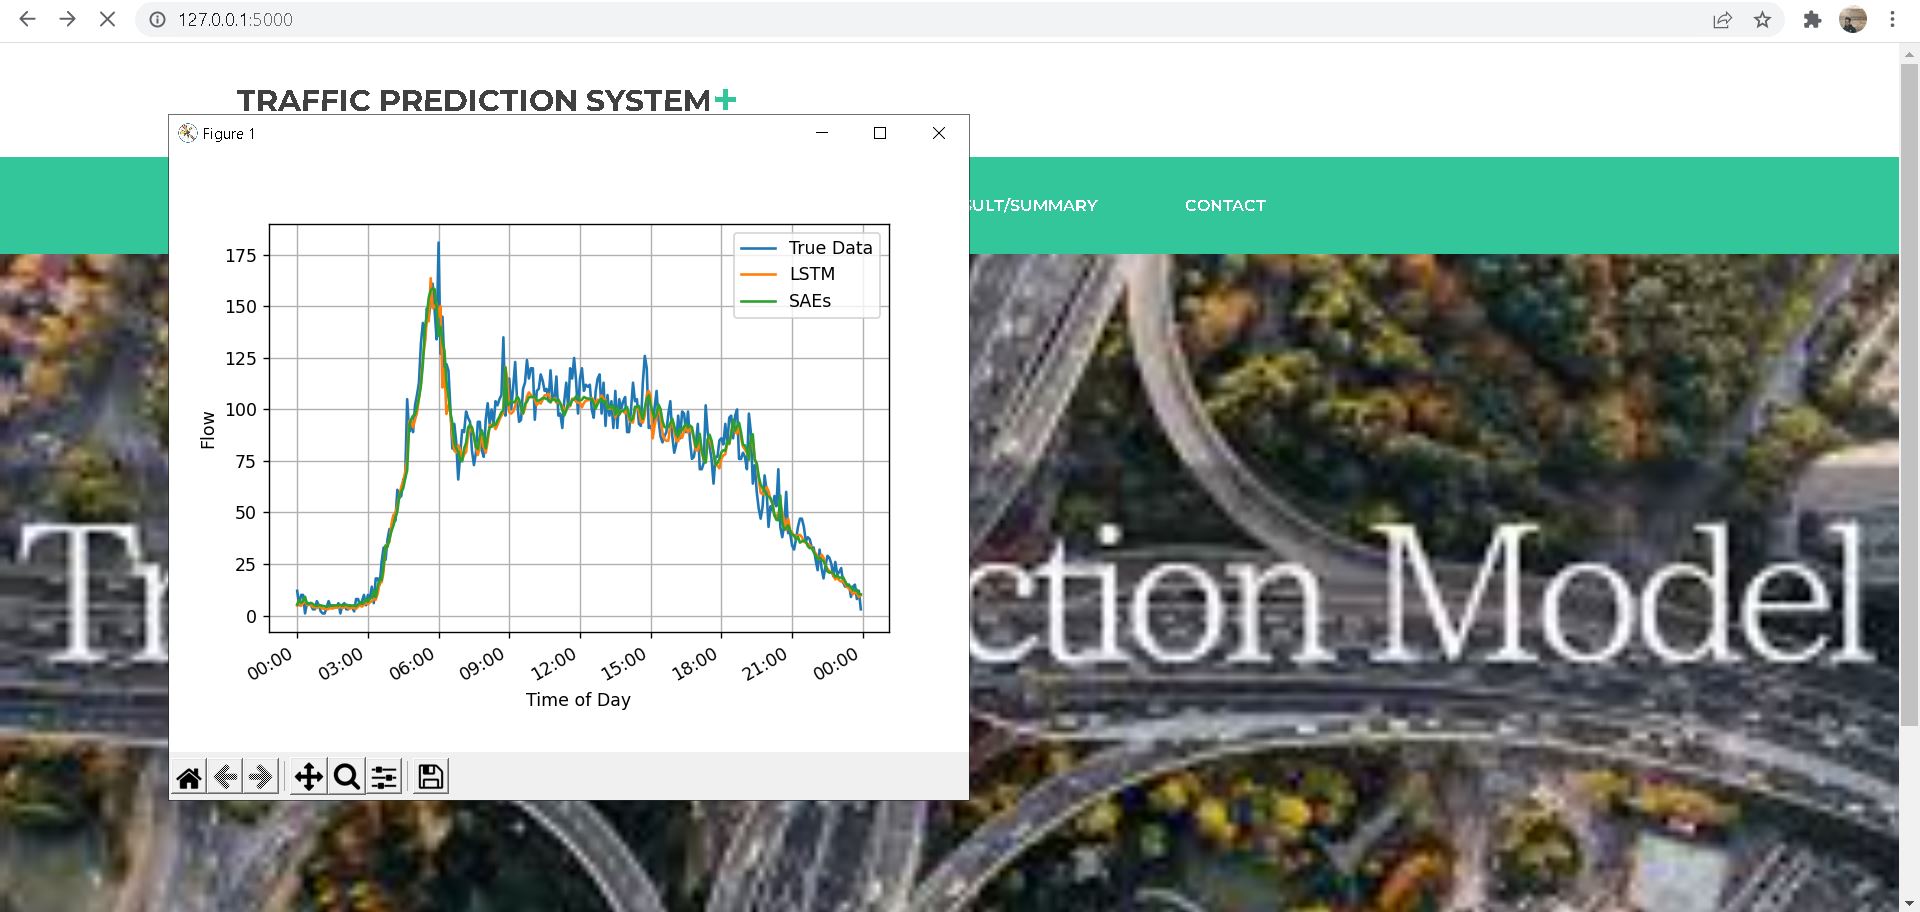 127.0.0.1:5000
TRAFFIC PREDICTION SYSTEM+
Figure 1
SULT/SUMMARY
CONTACT
True Data
LSTM
SAEs
175
150
125
100
75
50
25
0
Flow
00:00 03:00 06:00 09:00 12:00 15:00 18:00 21:00 00:00
Time of Day
Tr
ction Model